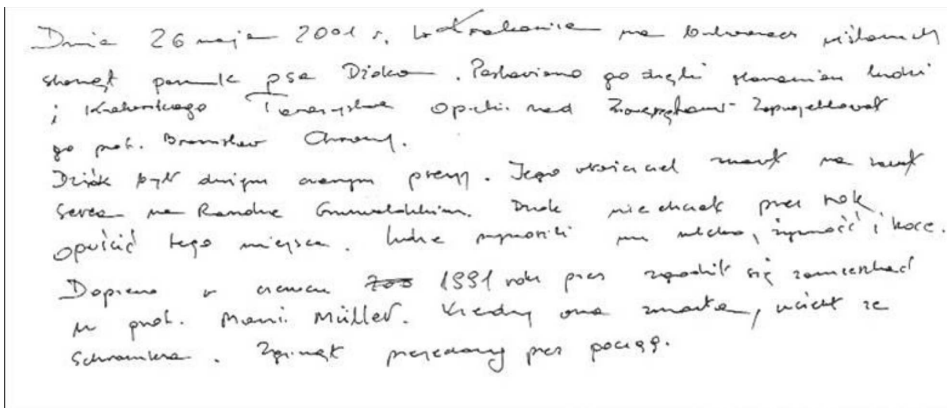 Dnia 26 maja 2001 r. w Krakowie na bulwarach wiślanych
stanął pomnik psa Dżoka. Postawiono go dzięki staraniom ludzi
i Krakowskiego Towarzystwa Opieki nad Zwierzętami. Zaprojektował
go prof. Bronisław Chromy.
Dżok był dużym czarnym psem. Jego właściciel zmarł na zawał
serca na Rondzie Grunwaldzkim. Dżok nie chciał przez rok
opuścić tego miejsca. Ludzie mu mleko, żywność i koce.
Dopiero w czerwcu 1991 roku pies zgodził się zamieszkać
u prof. Marii Müller. Kiedy ona zmarła, uciekł ze
schroniska. Zginął przejechany przez pociąg.